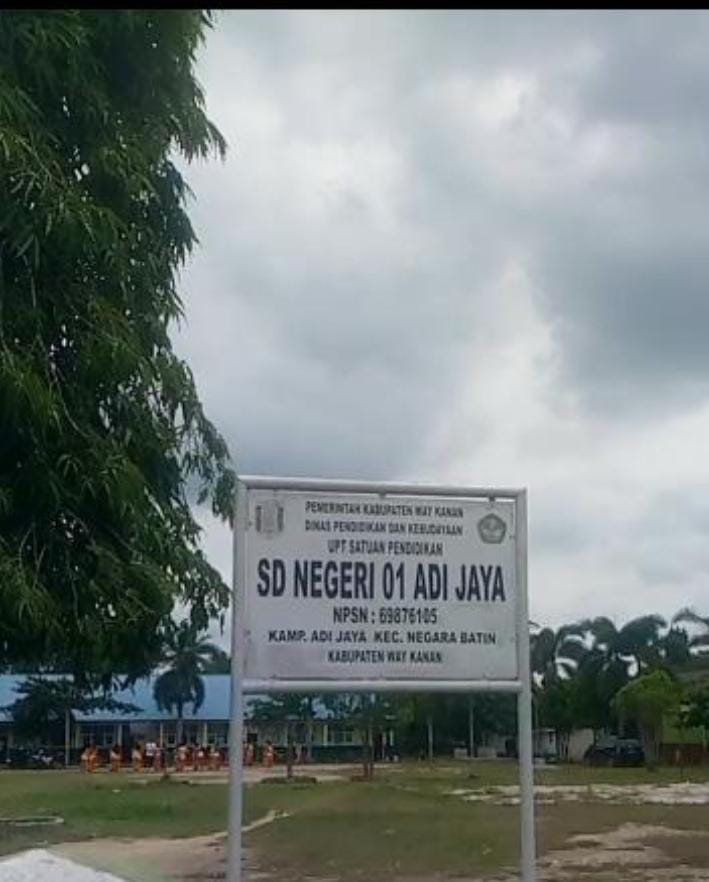 PEMERINTAH KABUPATEN WAY KANAN
DINAS PENDIDIKAN DAN KEBUDAYAAN
UPT SATUAN PENDIDIKAN
SD NEGERI 01 ADI JAYA
NPSN : 69876105
KAMP. ADI JAYA KEC. NEGARA BATIN
KABUPATEN WAY KANAN